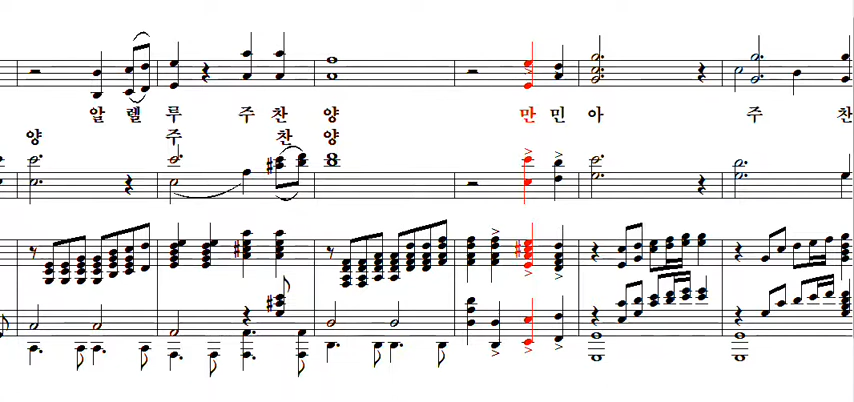 알 렐 루 주 찬 양 만 민 아 주 찬
양 주 찬 양